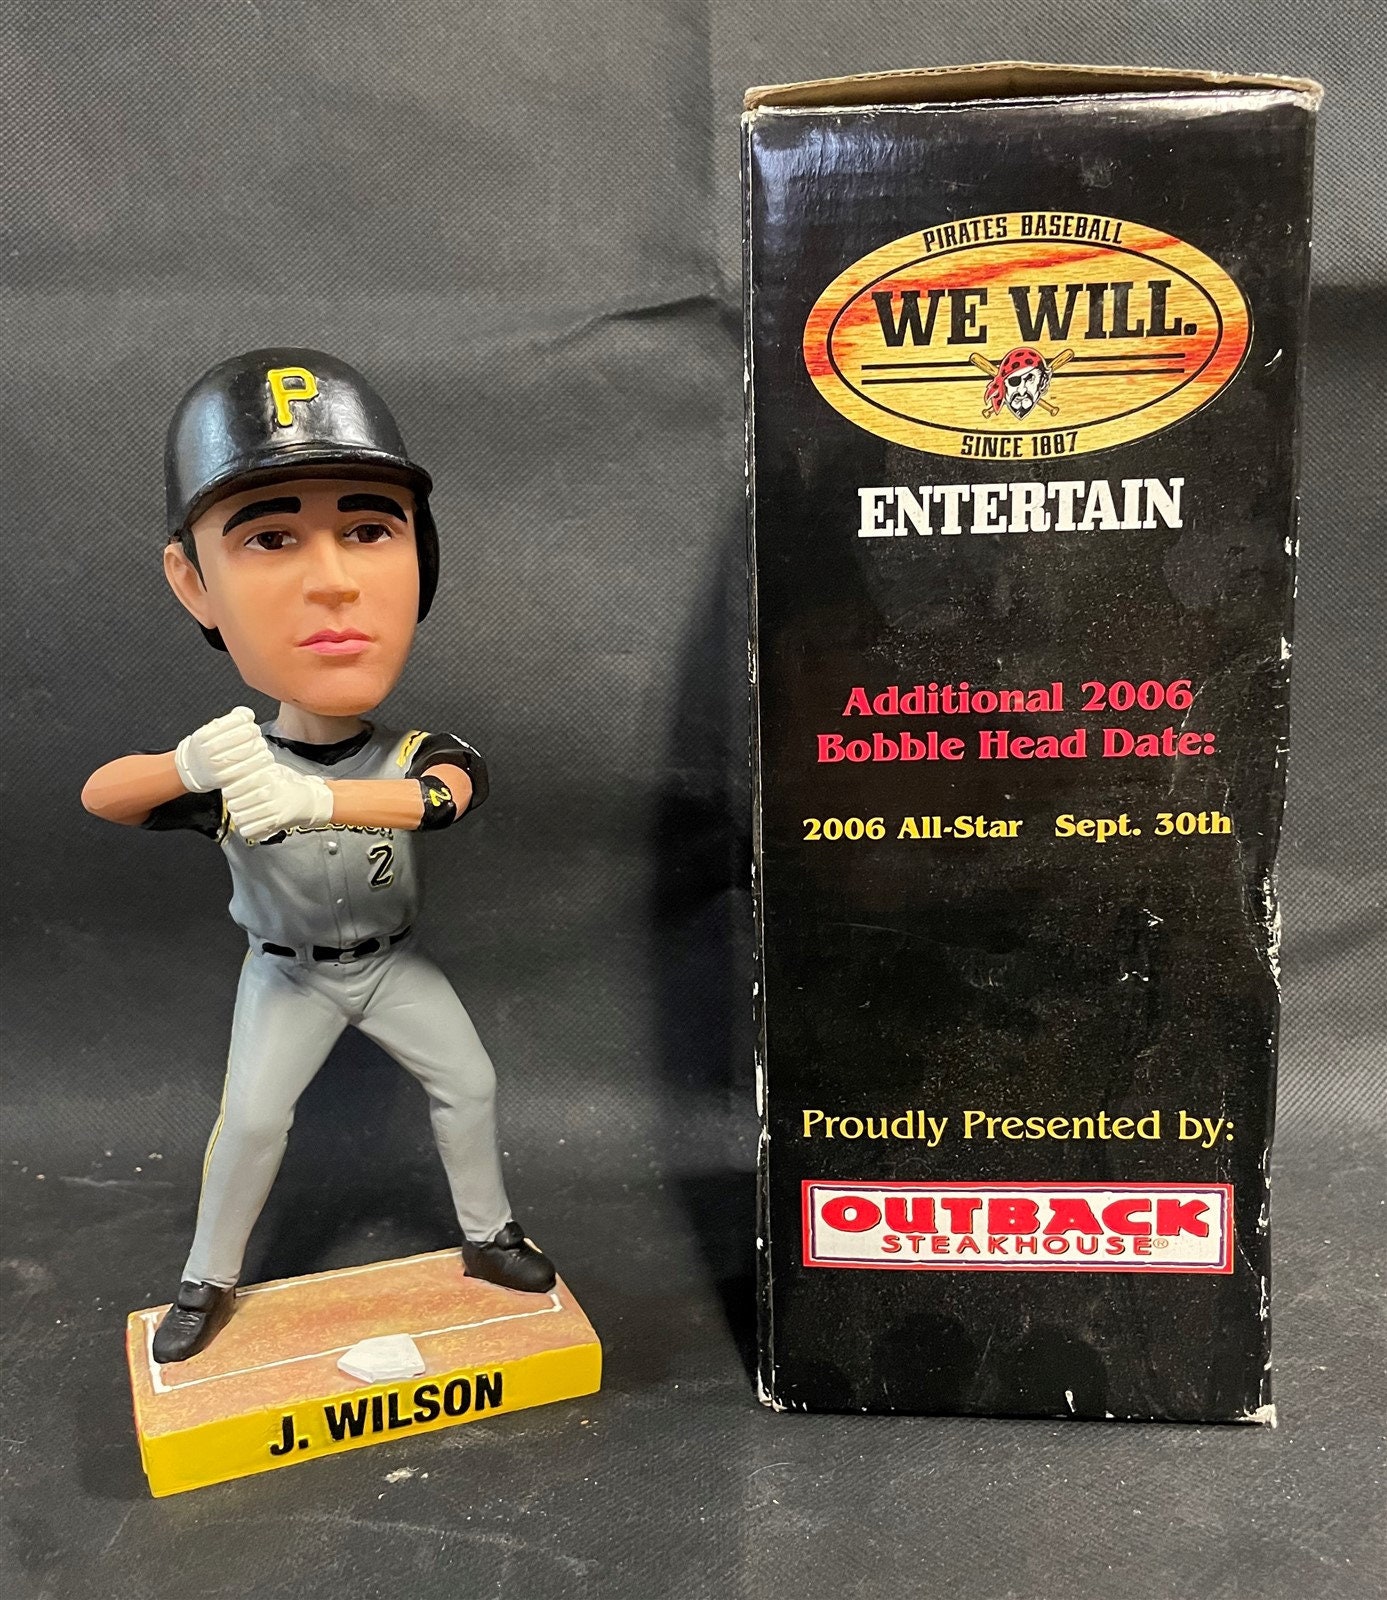 P
2
2
J. WILSON
PIRATES BASEBALL
WE WILL.
SINCE 1887
ENTERTAIN
Additional 2006
Bobble Head Date:
2006 All-Star Sept. 30th
Proudly Presented by:
OUTBACK
STEAKHOUSE®